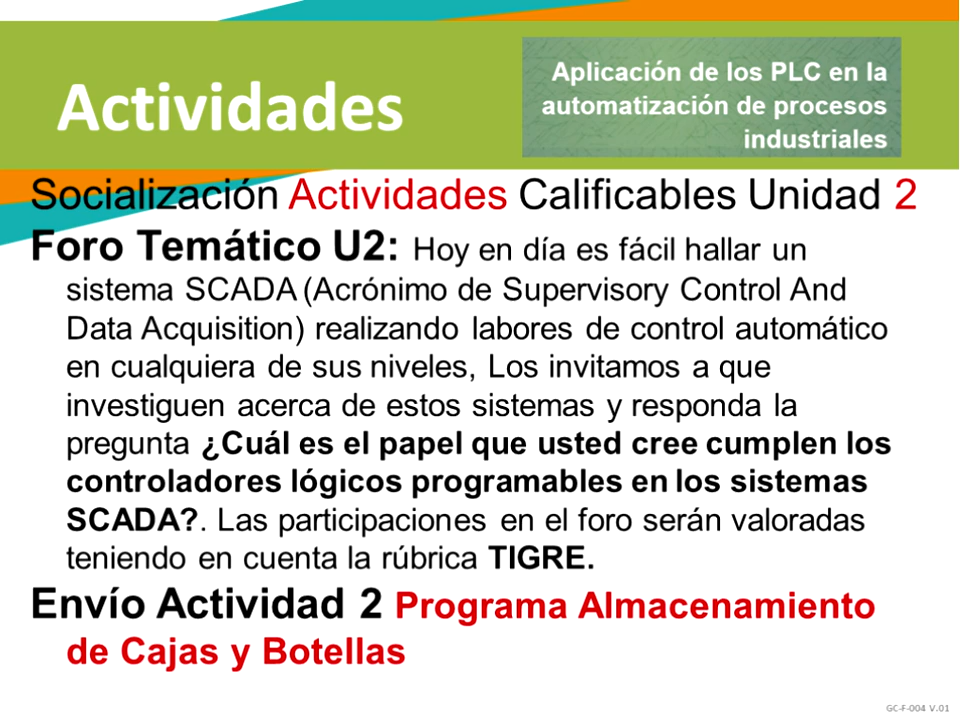 Actividades
Aplicación de los PLC en la
automatización de procesos
industriales
Socialización Actividades Calificables Unidad 2
Foro Temático U2: Hoy en día es fácil hallar un
sistema SCADA (Acrónimo de Supervisory Control And
Data Acquisition) realizando labores de control automático
en cualquiera de sus niveles, Los invitamos a que
investiguen acerca de estos sistemas y responda la
pregunta ¿Cuál es el papel que usted cree cumplen los
controladores lógicos programables en los sistemas
SCADA?. Las participaciones en el foro serán valoradas
teniendo en cuenta la rúbrica TIGRE.
Envío Actividad 2 Programa Almacenamiento
de Cajas y Botellas
GC-F-004 V.01